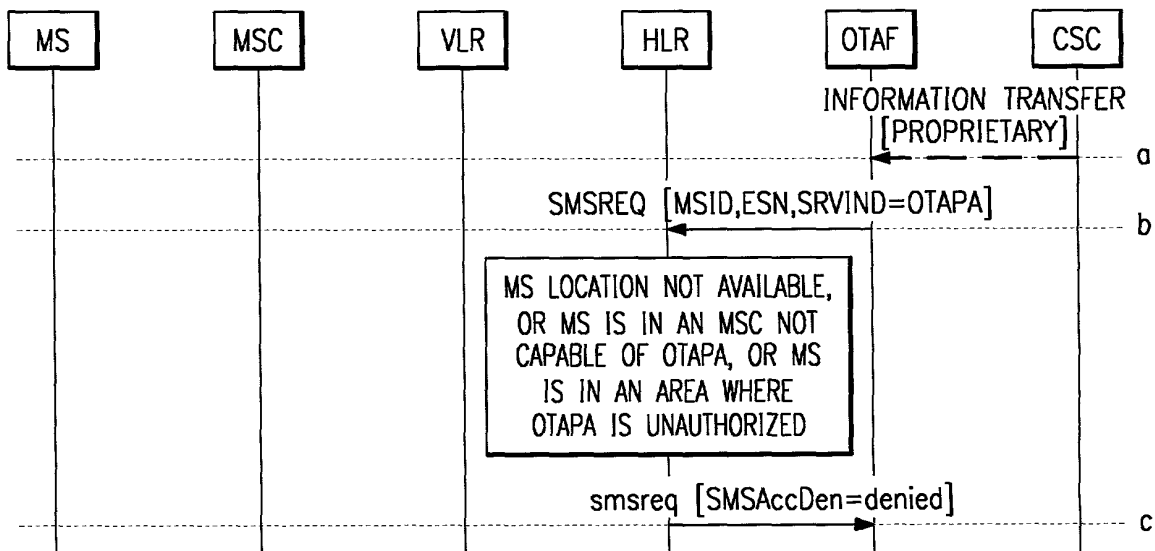 MS MSC VLR HLR OTAF CSC
INFORMATION TRANSFER
[PROPRIETARY]
a
SMSREQ [MSID,ESN,SRVIND=OTAPA]
b
MS LOCATION NOT AVAILABLE,
OR MS IS IN AN MSC NOT
CAPABLE OF OTAPA, OR MS
IS IN AN AREA WHERE
OTAPA IS UNAUTHORIZED
smsreq [SMSAccDen=denied]
c